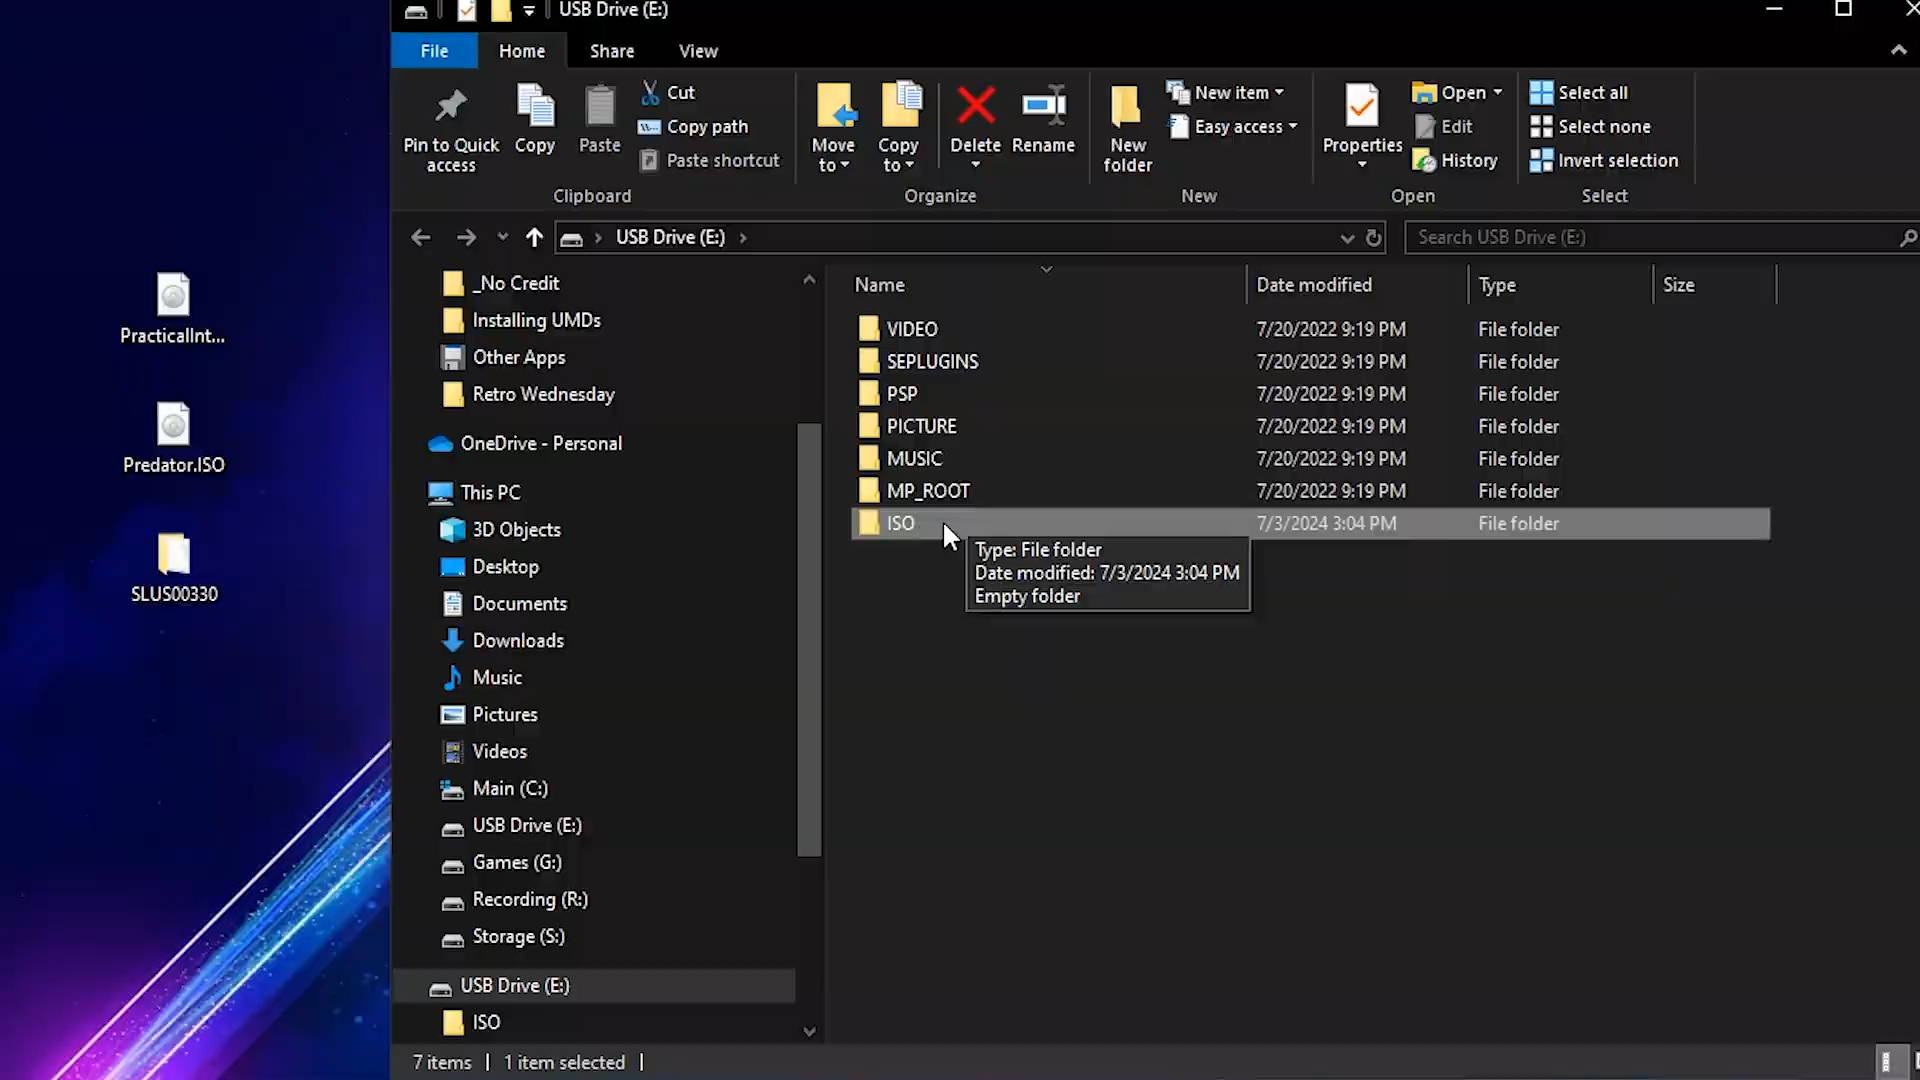 USB Drive (E:)
File
Home
Share
View
Pin to Quick
access
Copy
Paste
Cut
Copy path
Paste shortcut
Clipboard
Move
to
Copy
to
Delete
Rename
Organize
New
folder
New item
Easy access
New
Properties
Open
Edit
History
Open
Select all
Select none
Invert selection
Select
USB Drive (E:)
Search USB Drive (E:)
PracticalInt...
Predator.ISO
SLUS00330
_No Credit
Installing UMDs
Other Apps
Retro Wednesday
OneDrive - Personal
This PC
3D Objects
Desktop
Documents
Downloads
Music
Pictures
Videos
Main (C:)
USB Drive (E:)
Games (G:)
Recording (R:)
Storage (S:)
USB Drive (E:)
ISO
Name Date modified Type Size
VIDEO 7/20/2022 9:19 PM File folder
SEPLUGINS 7/20/2022 9:19 PM File folder
PSP 7/20/2022 9:19 PM File folder
PICTURE 7/20/2022 9:19 PM File folder
MUSIC 7/20/2022 9:19 PM File folder
MP_ROOT 7/20/2022 9:19 PM File folder
ISO 7/3/2024 3:04 PM File folder
Type: File folder
Date modified: 7/3/2024 3:04 PM
Empty folder
7 items 1 item selected